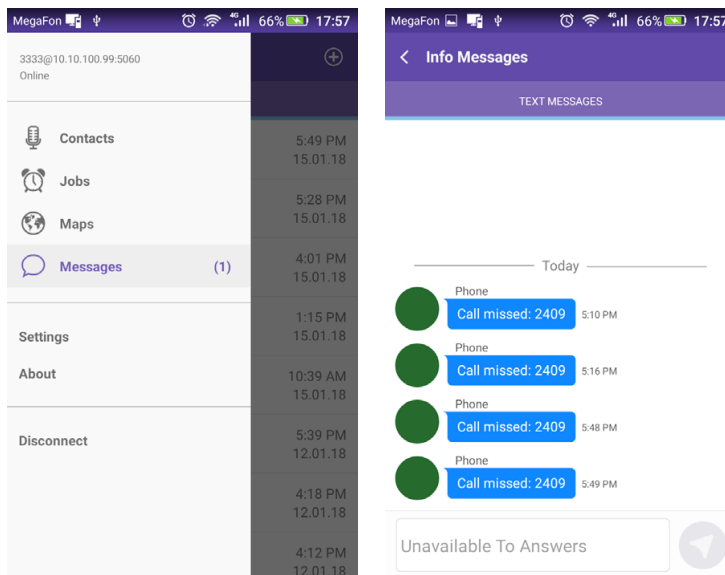 MegaFon 4G 66% 17:57
3333@10.10.100.99:5060
Online
Contacts
Jobs
Maps
Messages (1)
Settings
About
Disconnect
5:49 PM
15.01.18
5:28 PM
15.01.18
4:01 PM
15.01.18
1:15 PM
15.01.18
10:39 AM
15.01.18
5:39 PM
12.01.18
4:18 PM
12.01.18
4:12 PM
12.01.18
MegaFon 4G 66% 17:57
Info Messages
TEXT MESSAGES
Today
Phone
Call missed: 2409 5:10 PM
Phone
Call missed: 2409 5:16 PM
Phone
Call missed: 2409 5:48 PM
Phone
Call missed: 2409 5:49 PM
Unavailable To Answers